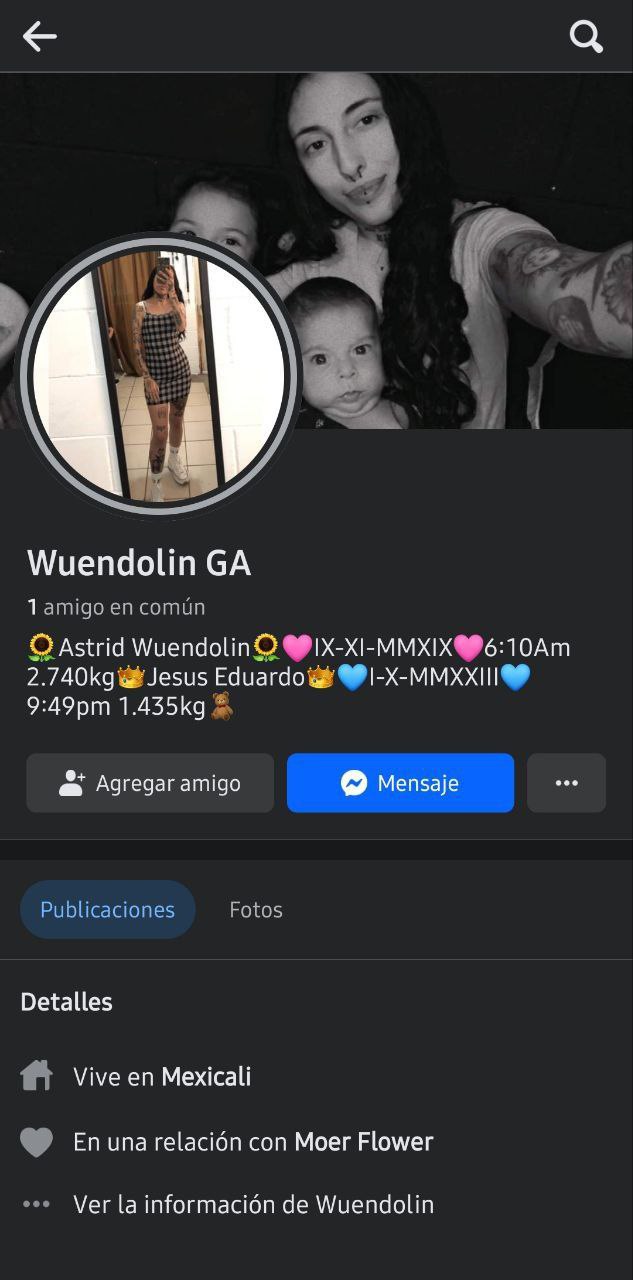 Wuendolin GA
1 amigo en común
🌻Astrid Wuendolin🌻🩷IX-XI-MMXIX🩷6:10Am
2.740kg👑Jesus Eduardo👑🩵I-X-MMXXIII🩵
9:49pm 1.435kg🧸
Agregar amigo
Mensaje
Publicaciones
Fotos
Detalles
Vive en Mexicali
En una relación con Moer Flower
Ver la información de Wuendolin